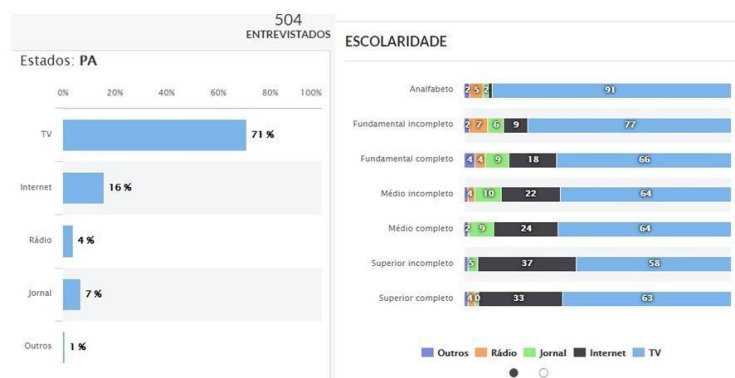 504
ENTREVISTADOS
Estados: PA
0% 20% 40% 60% 80% 100%
TV 71 %
Internet 16 %
Rádio 4 %
Jornal 7 %
Outros 1 %
ESCOLARIDADE
Analfabeto 2 5 2 91
Fundamental incompleto 2 7 6 9 77
Fundamental completo 4 4 9 18 66
Médio incompleto 4 10 22 64
Médio completo 2 9 24 64
Superior incompleto 5 37 58
Superior completo 4 0 33 63
Outros Rádio Jornal Internet TV